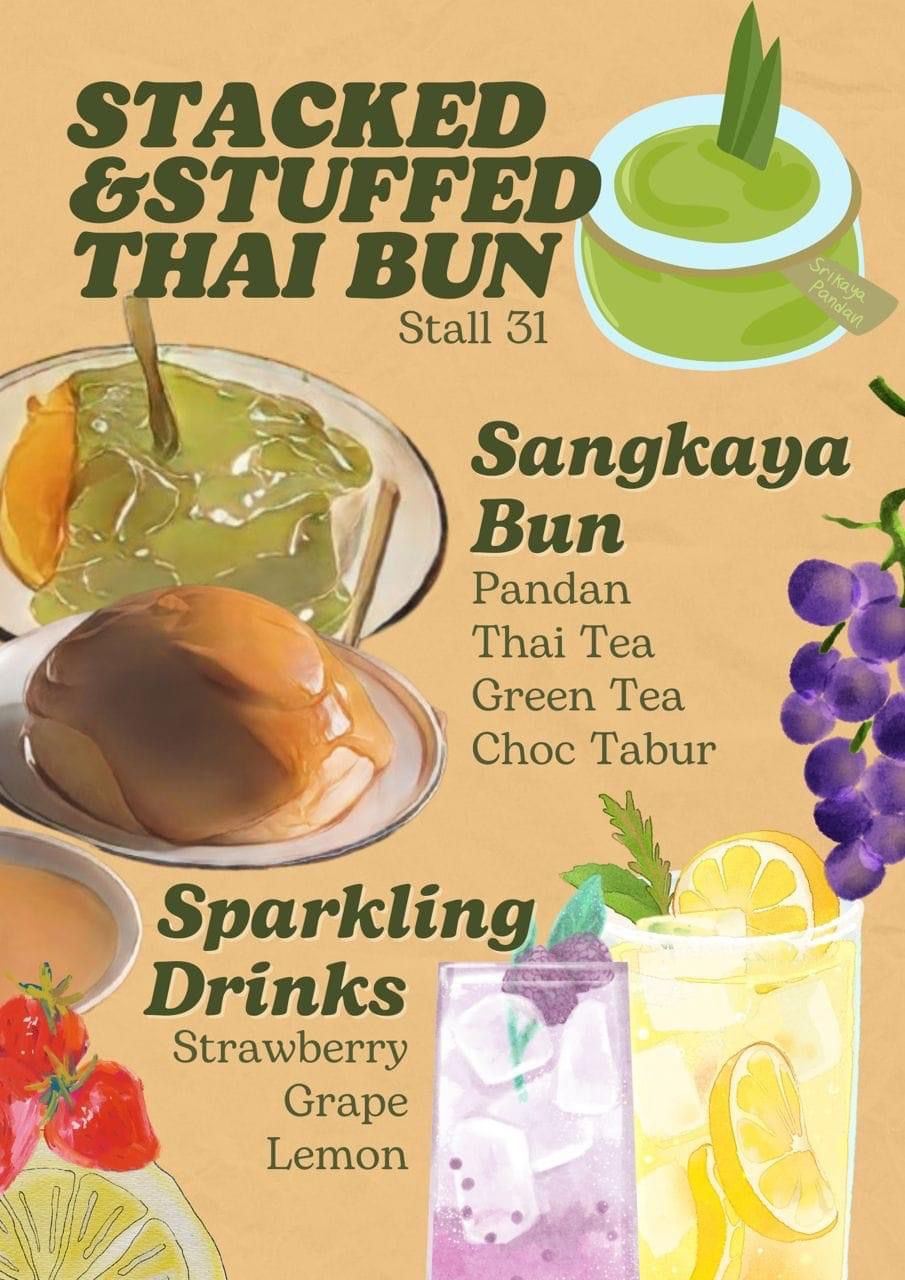 STACKED
&STUFFED
THAI BUN
Stall 31
Srikaya
Pandan
Sangkaya
Bun
Pandan
Thai Tea
Green Tea
Choc Tabur
Sparkling
Drinks
Strawberry
Grape
Lemon